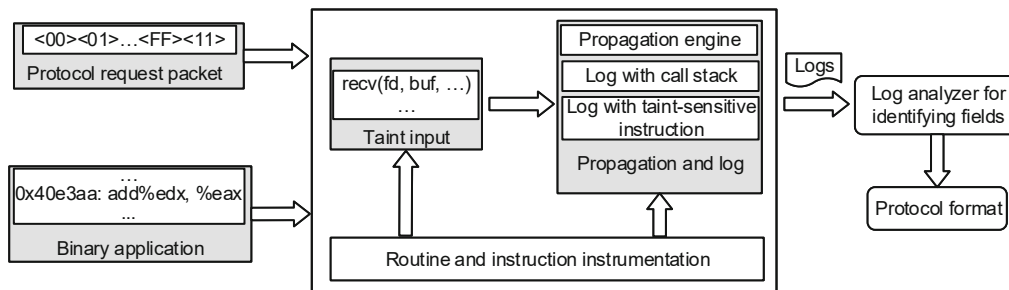 <00><01>…<FF><11>
Protocol request packet
…
0x40e3aa: add%edx, %eax
...
Binary application
recv(fd, buf, …)
…
Taint input
Propagation engine
Log with call stack
Log with taint-sensitive
instruction
Propagation and log
Routine and instruction instrumentation
Logs
Log analyzer for
identifying fields
Protocol format